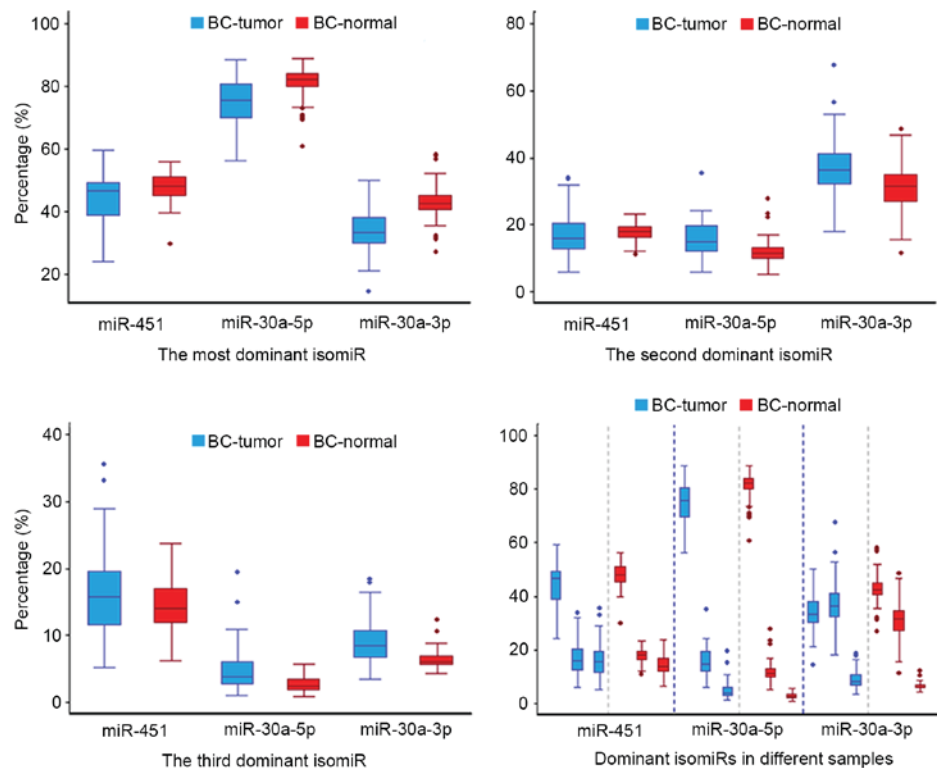 BC-tumor BC-normal
Percentage (%)
100
80
60
40
20
miR-451 miR-30a-5p miR-30a-3p
The most dominant isomiR
BC-tumor BC-normal
80
60
40
20
0
miR-451 miR-30a-5p miR-30a-3p
The second dominant isomiR
BC-tumor BC-normal
Percentage (%)
40
30
20
10
0
miR-451 miR-30a-5p miR-30a-3p
The third dominant isomiR
BC-tumor BC-normal
100
80
60
40
20
0
miR-451 miR-30a-5p miR-30a-3p
Dominant isomiRs in different samples